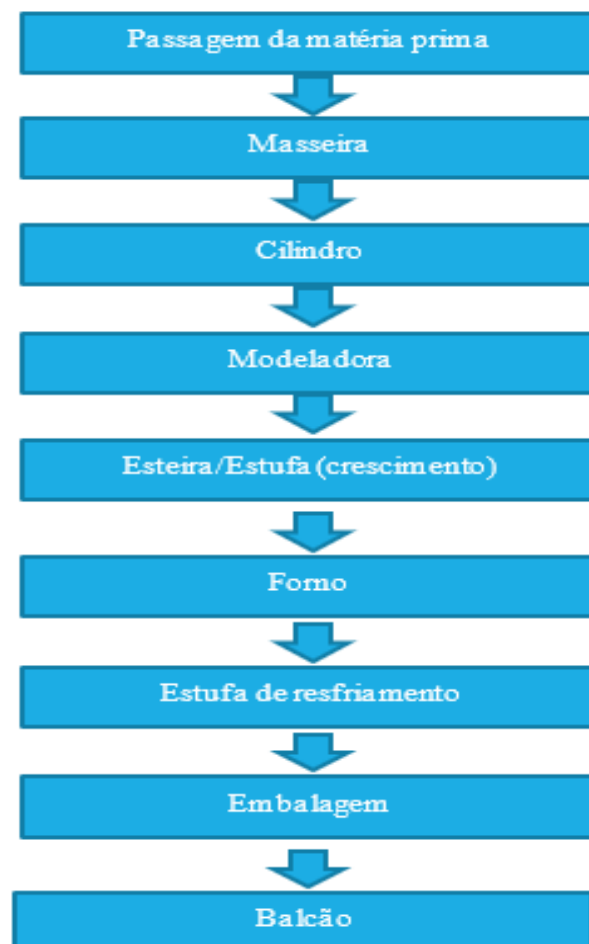 Passagem da matéria prima
Masseira
Cilindro
Modeladora
Esteira/Estufa (crescimento)
Forno
Estufa de resfriamento
Embalagem
Balcão